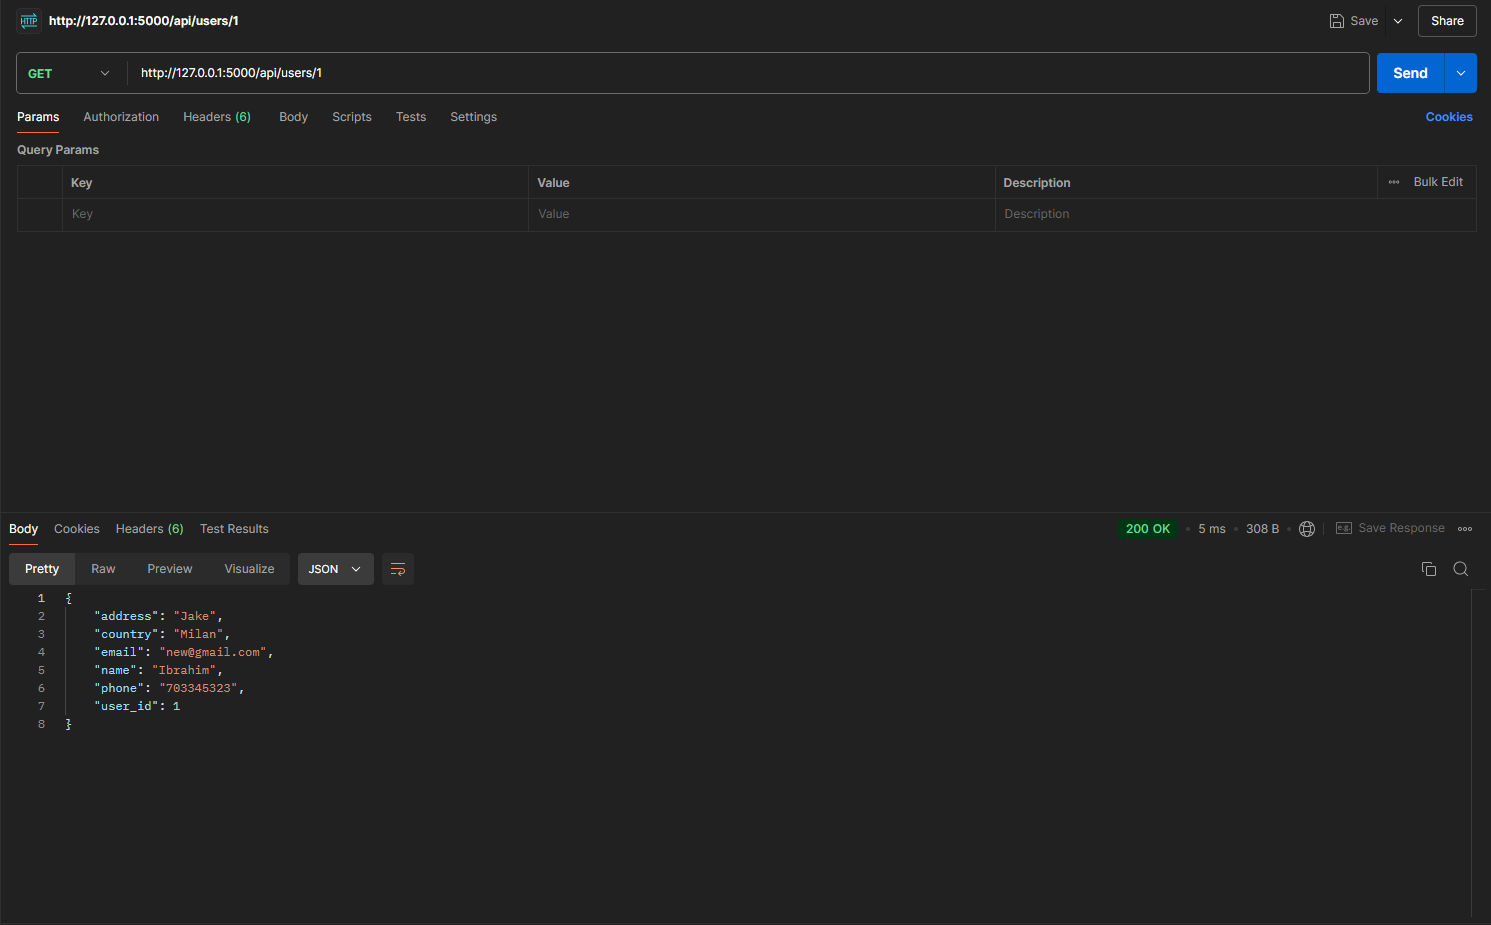 HTTP http://127.0.0.1:5000/api/users/1 Save Share
GET http://127.0.0.1:5000/api/users/1 Send
Params Authorization Headers (6) Body Scripts Tests Settings Cookies
Query Params
Key Value Description Bulk Edit
Key Value Description
Body Cookies Headers (6) Test Results 200 OK 5 ms 308 B e.g. Save Response
Pretty Raw Preview Visualize JSON
1 {
2 "address": "Jake",
3 "country": "Milan",
4 "email": "new@gmail.com",
5 "name": "Ibrahim",
6 "phone": "703345323",
7 "user_id": 1
8 }